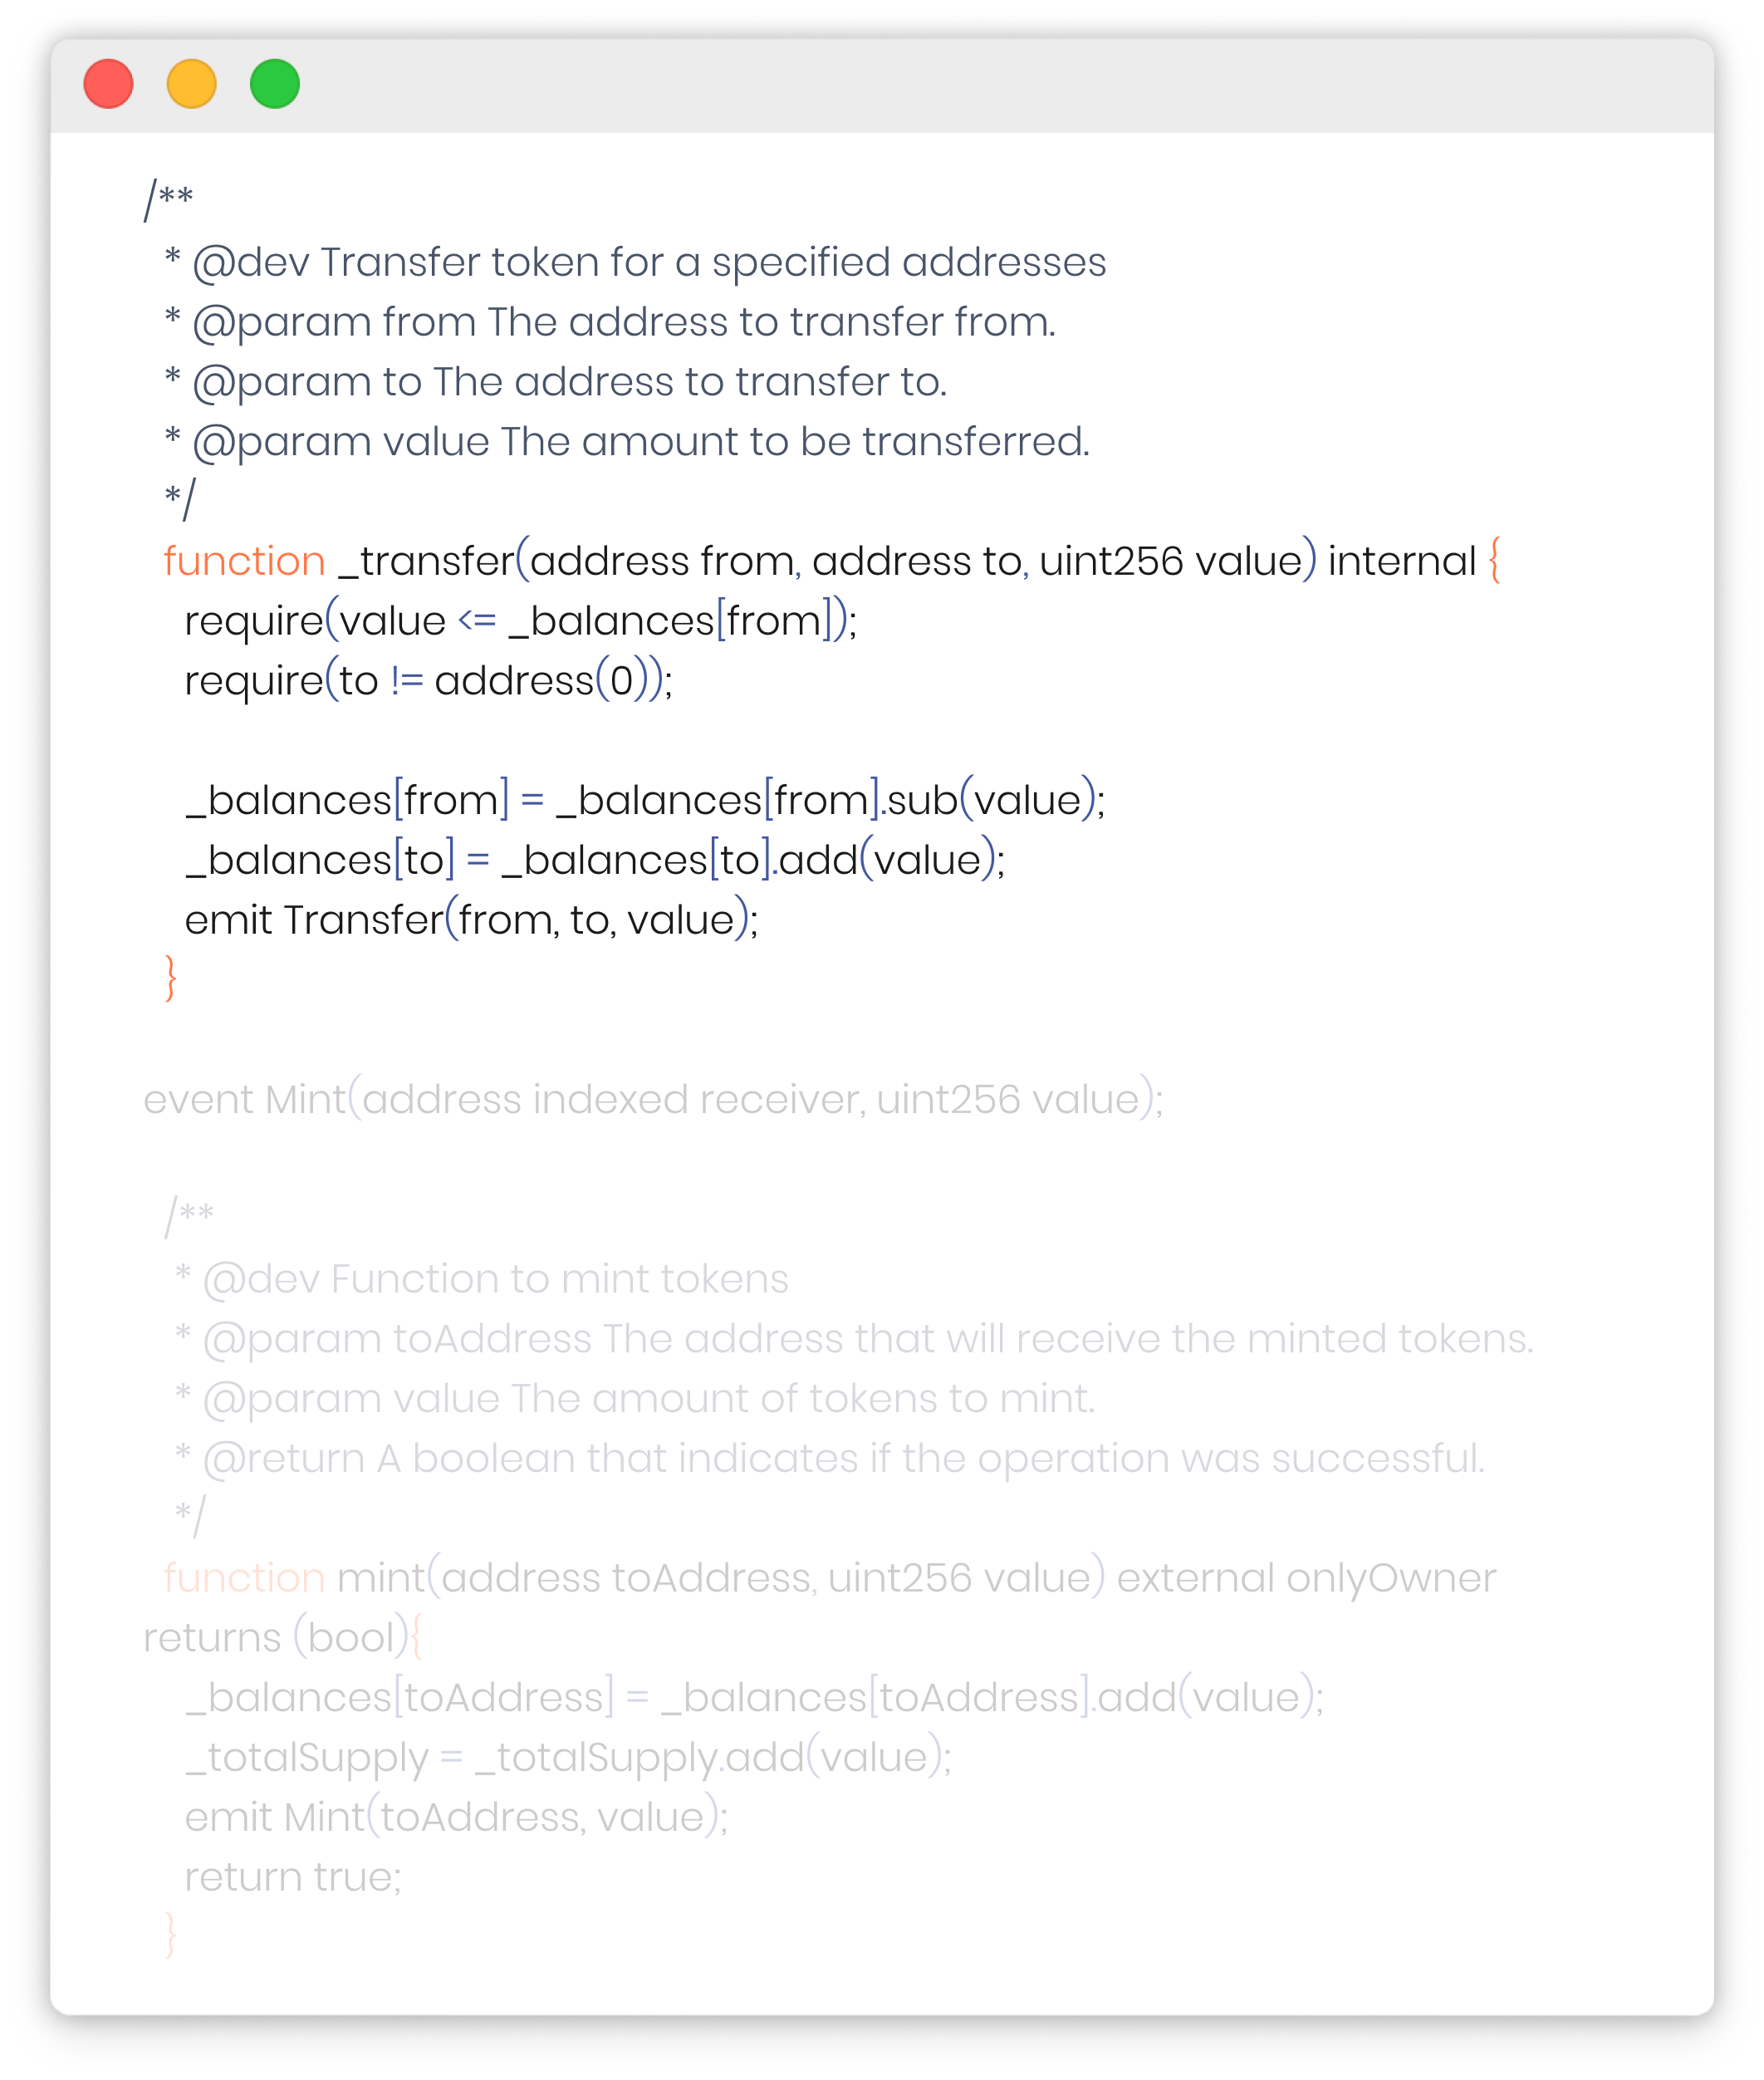 /**
* @dev Transfer token for a specified addresses
* @param from The address to transfer from.
* @param to The address to transfer to.
* @param value The amount to be transferred.
*/
function _transfer(address from, address to, uint256 value) internal {
require(value <= _balances[from]);
require(to != address(0));
_balances[from] = _balances[from].sub(value);
_balances[to] = _balances[to].add(value);
emit Transfer(from, to, value);
}
event Mint(address indexed receiver, uint256 value);
/**
* @dev Function to mint tokens
* @param toAddress The address that will receive the minted tokens.
* @param value The amount of tokens to mint.
* @return A boolean that indicates if the operation was successful.
*/
function mint(address toAddress, uint256 value) external onlyOwner
returns (bool){
_balances[toAddress] = _balances[toAddress].add(value);
_totalSupply = _totalSupply.add(value);
emit Mint(toAddress, value);
return true;
}